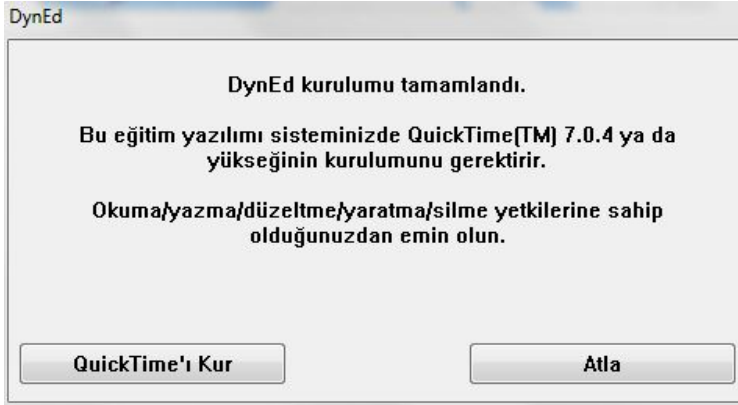 DynEd
DynEd kurulumu tamamlandı.
Bu eğitim yazılımı sisteminizde QuickTime(TM) 7.0.4 ya da
yükseğinin kurulumunu gerektirir.
Okuma/yazma/düzeltme/yaratma/silme yetkilerine sahip
olduğunuzdan emin olun.
QuickTime'ı Kur
Atla